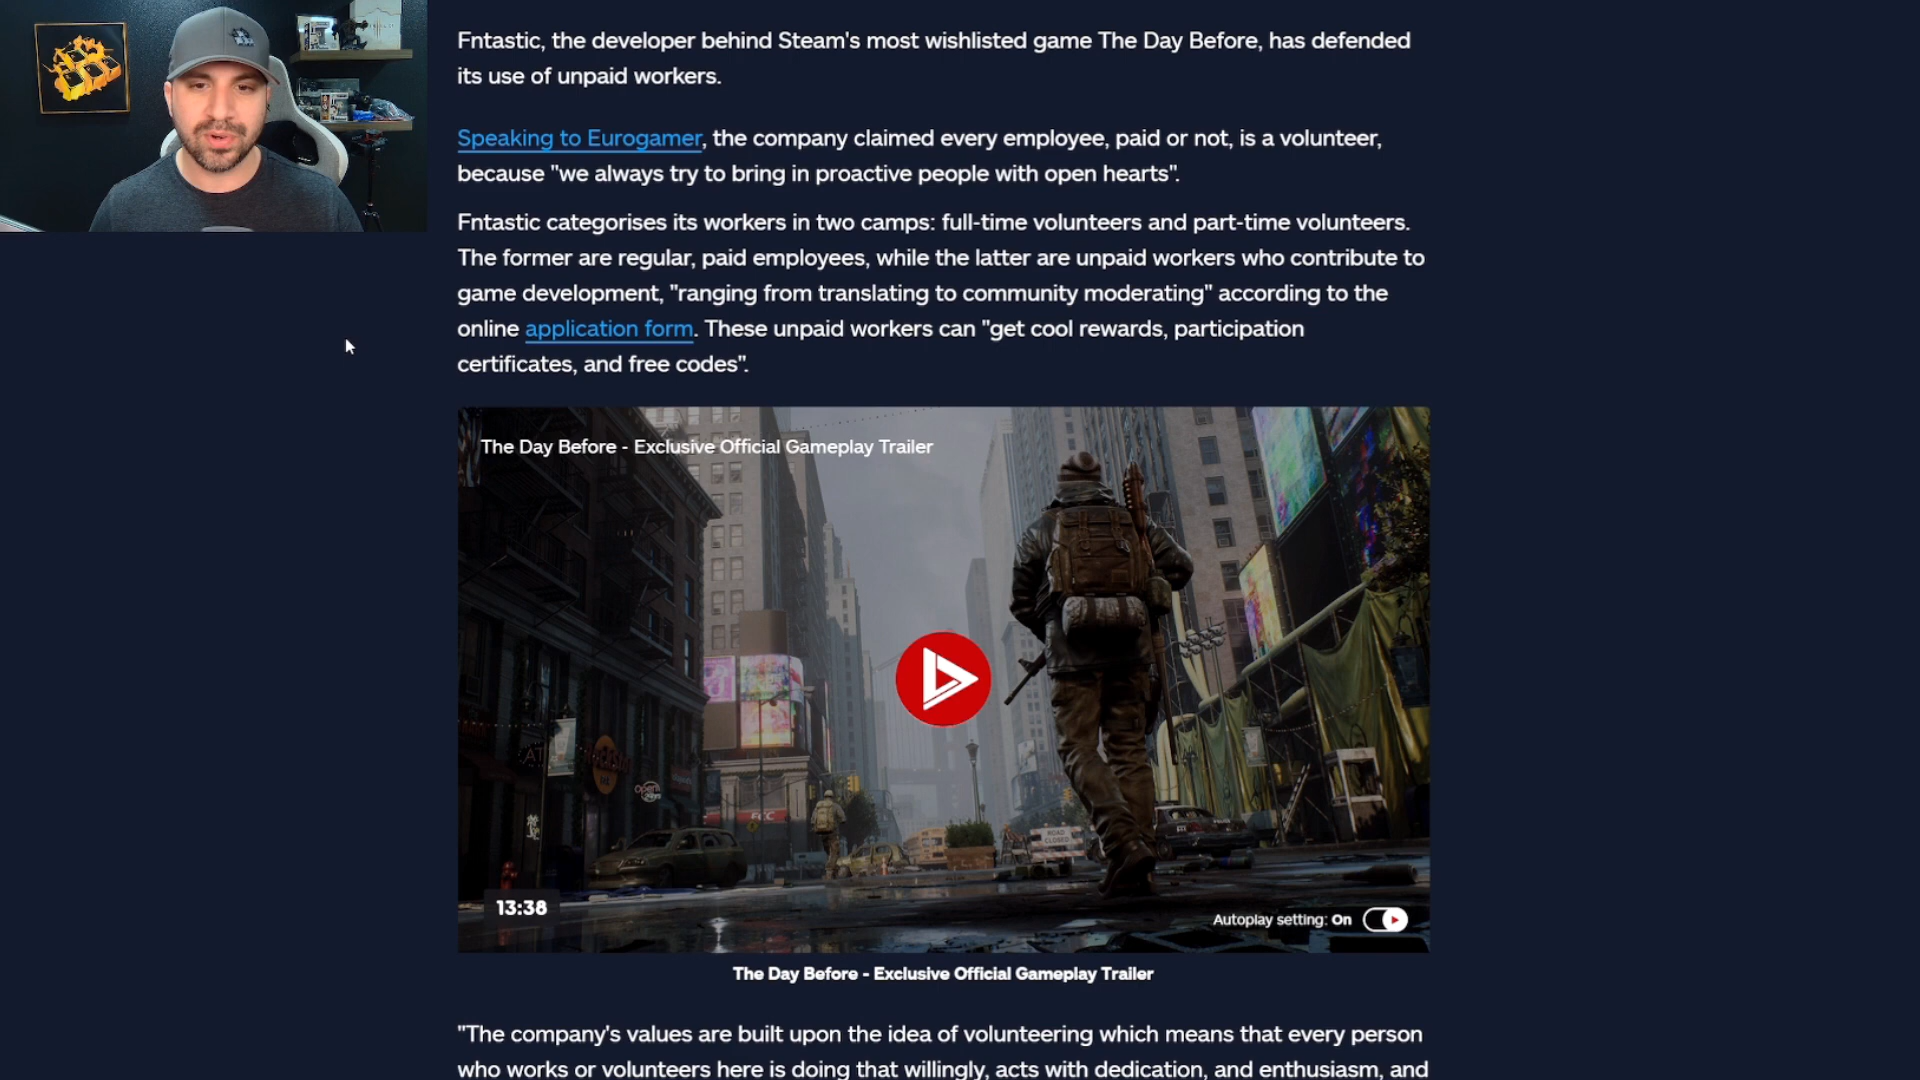 Fntastic, the developer behind Steam's most wishlisted game The Day Before, has defended
its use of unpaid workers.
Speaking to Eurogamer, the company claimed every employee, paid or not, is a volunteer,
because "we always try to bring in proactive people with open hearts".
Fntastic categorises its workers in two camps: full-time volunteers and part-time volunteers.
The former are regular, paid employees, while the latter are unpaid workers who contribute to
game development, "ranging from translating to community moderating" according to the
online application form. These unpaid workers can "get cool rewards, participation
certificates, and free codes".
The Day Before - Exclusive Official Gameplay Trailer
ROAD
CLOSED
13:38
Autoplay setting: On
The Day Before - Exclusive Official Gameplay Trailer
"The company's values are built upon the idea of volunteering which means that every person
who works or volunteers here is doing that willingly, acts with dedication, and enthusiasm, and